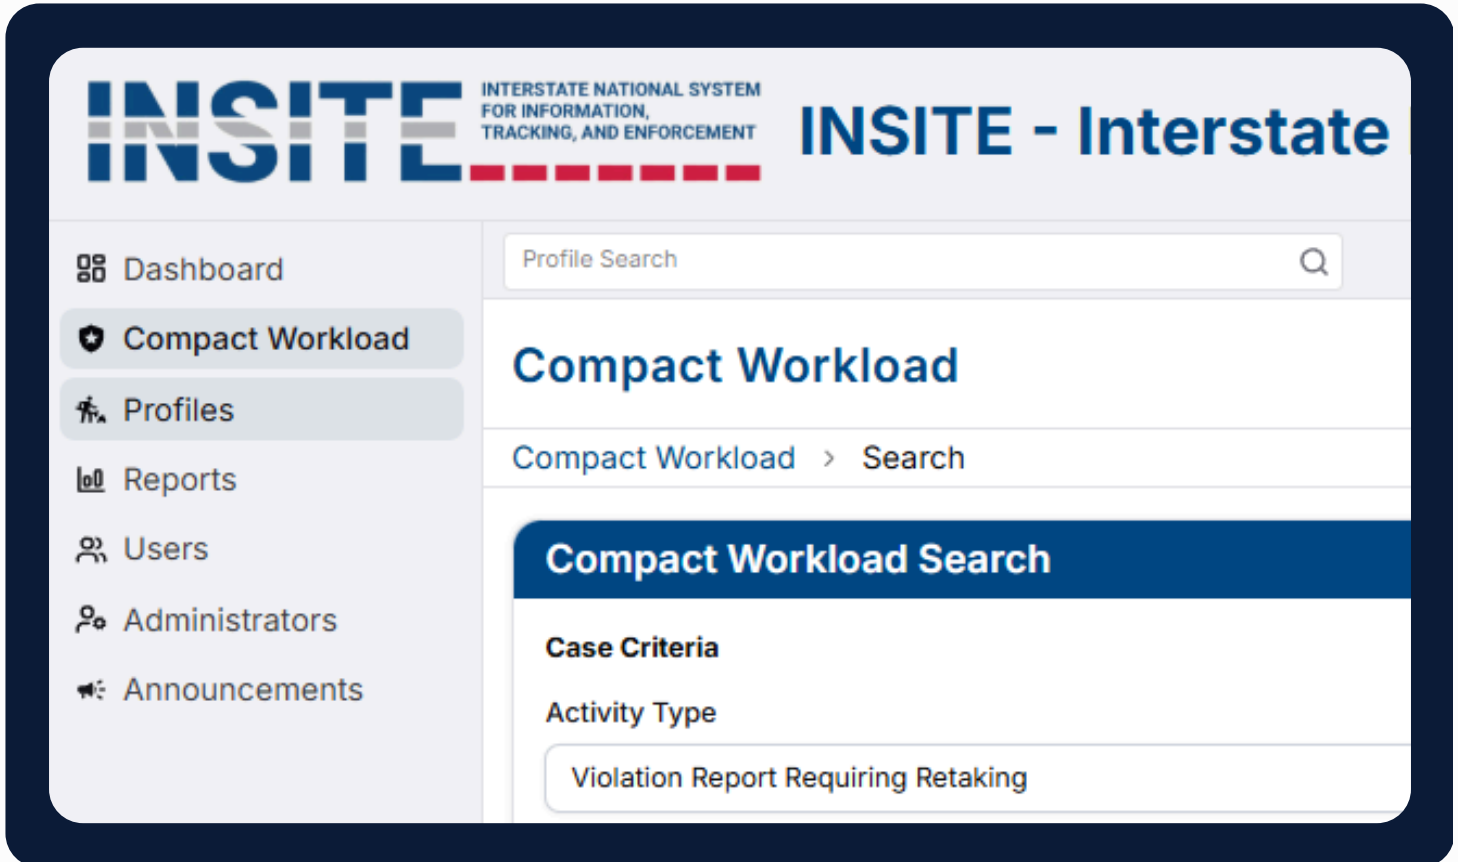 INSITE
INTERSTATE NATIONAL SYSTEM
FOR INFORMATION,
TRACKING, AND ENFORCEMENT
INSITE - Interstate
Dashboard
Compact Workload
Profiles
Reports
Users
Administrators
Announcements
Profile Search
Compact Workload
Compact Workload > Search
Compact Workload Search
Case Criteria
Activity Type
Violation Report Requiring Retaking